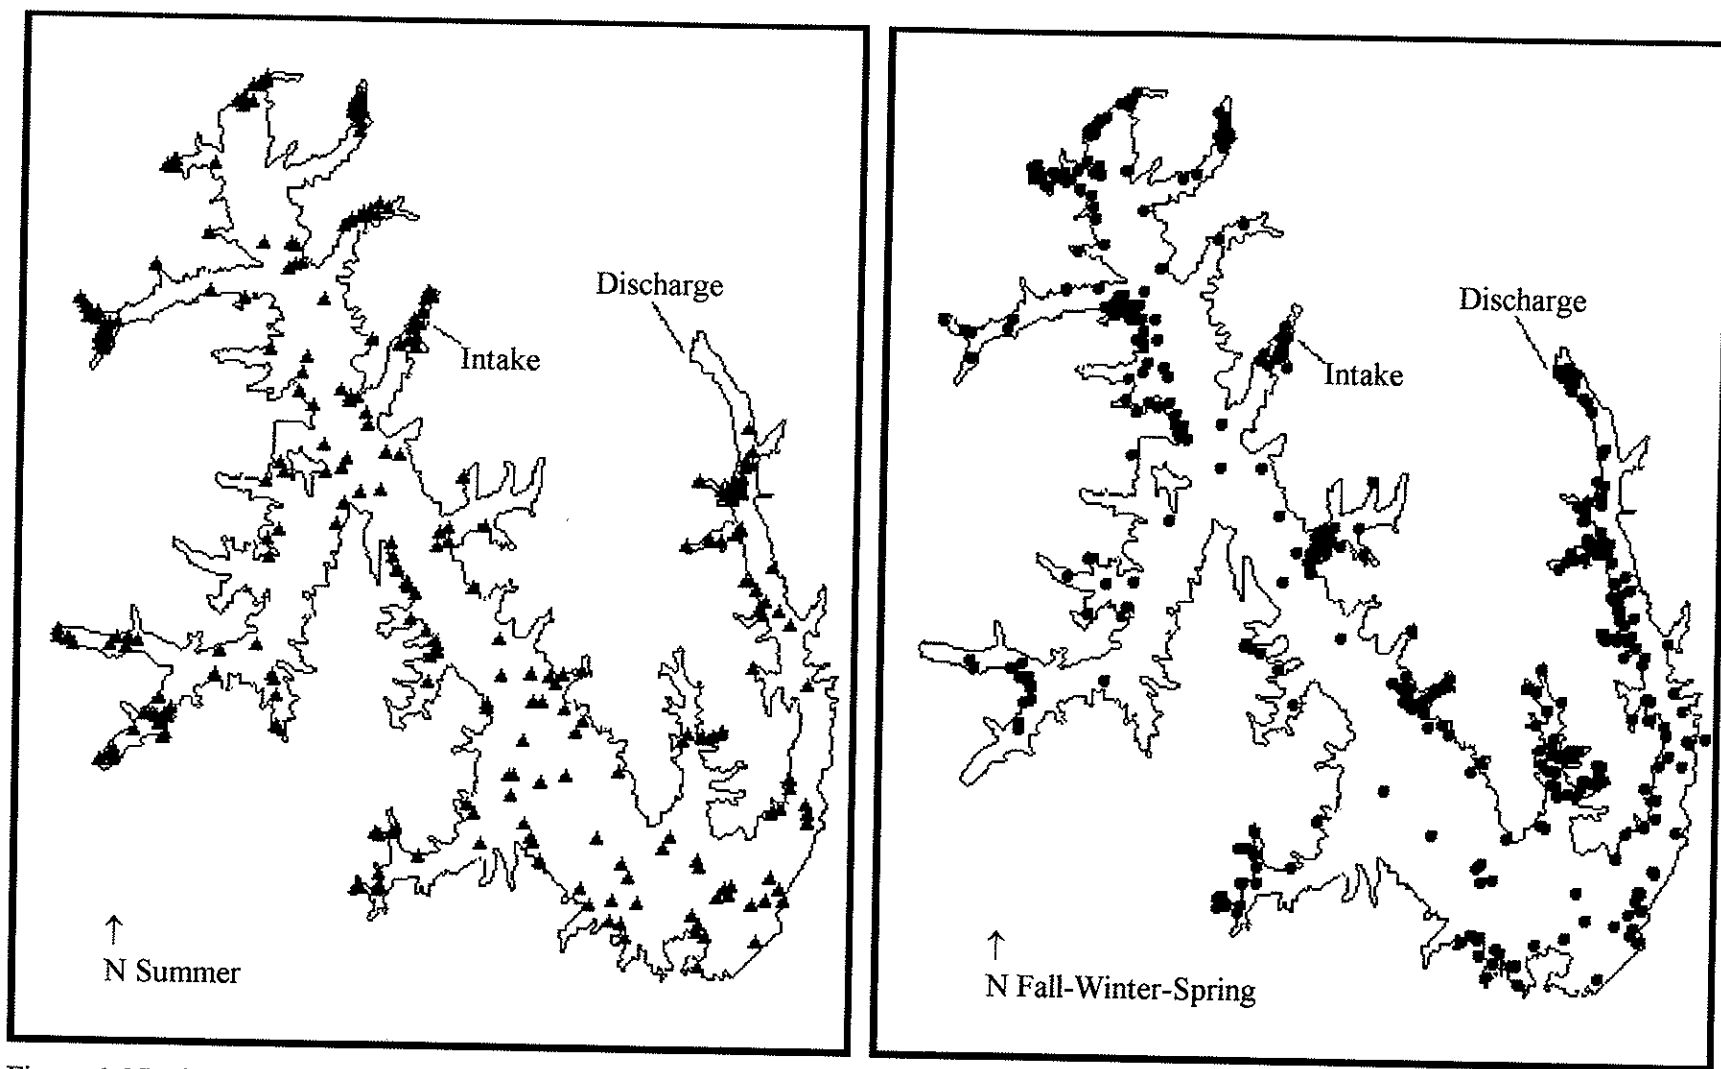 Discharge
Intake
↑
N Summer
Discharge
Intake
↑
N Fall-Winter-Spring